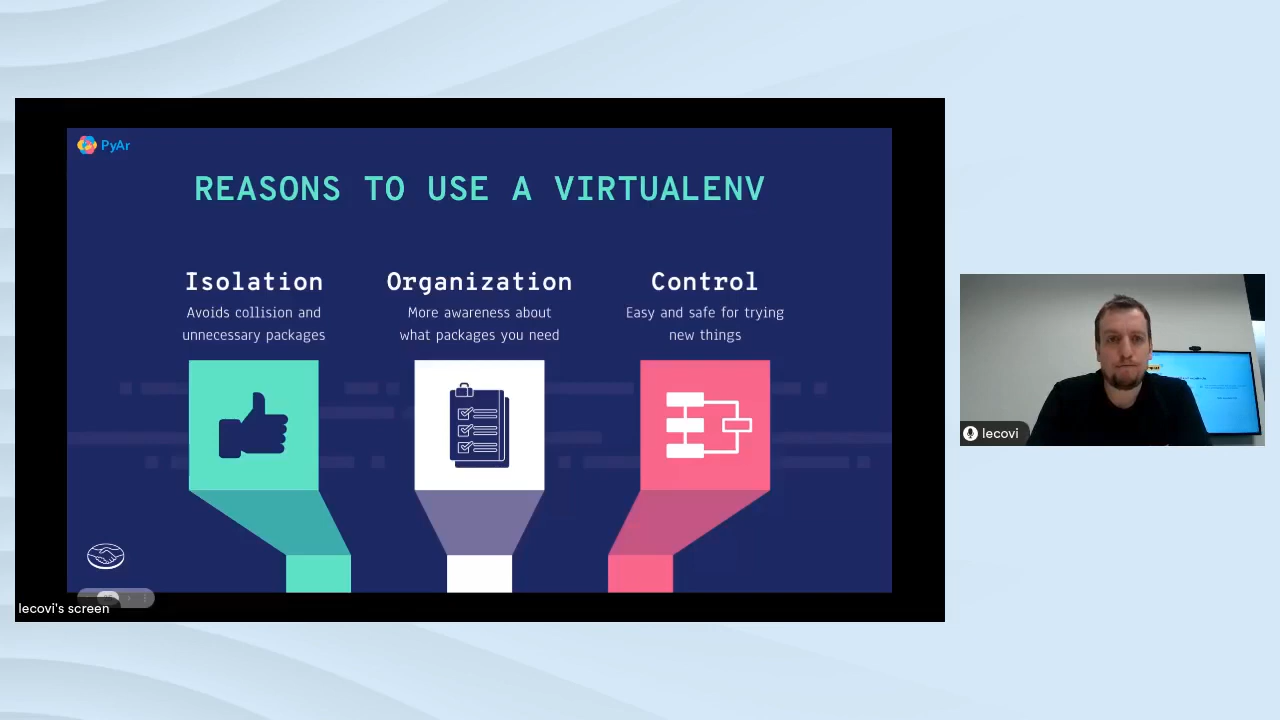 PyAr
REASONS TO USE A VIRTUALENV
Isolation
Avoids collision and
unnecessary packages
Organization
More awareness about
what packages you need
Control
Easy and safe for trying
new things
lecovi's screen
lecovi